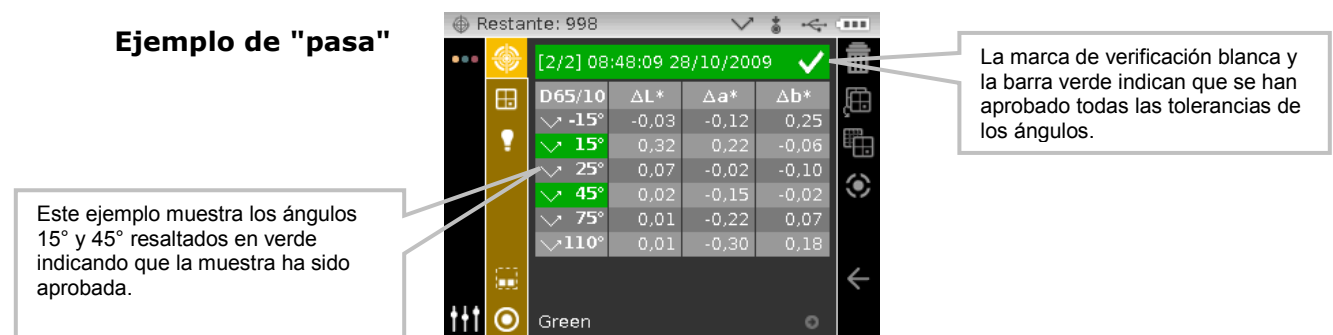 Ejemplo de "pasa"
Restante: 998
[2/2] 08:48:09 28/10/2009
D65/10 ΔL* Δa* Δb*
-15° -0,03 -0,12 0,25
15° 0,32 0,22 -0,06
25° 0,07 -0,02 -0,10
45° 0,02 -0,15 -0,02
75° 0,01 -0,22 0,07
110° 0,01 -0,30 0,18
Green
La marca de verificación blanca y
la barra verde indican que se han
aprobado todas las tolerancias de
los ángulos.
Este ejemplo muestra los ángulos
15° y 45° resaltados en verde
indicando que la muestra ha sido
aprobada.